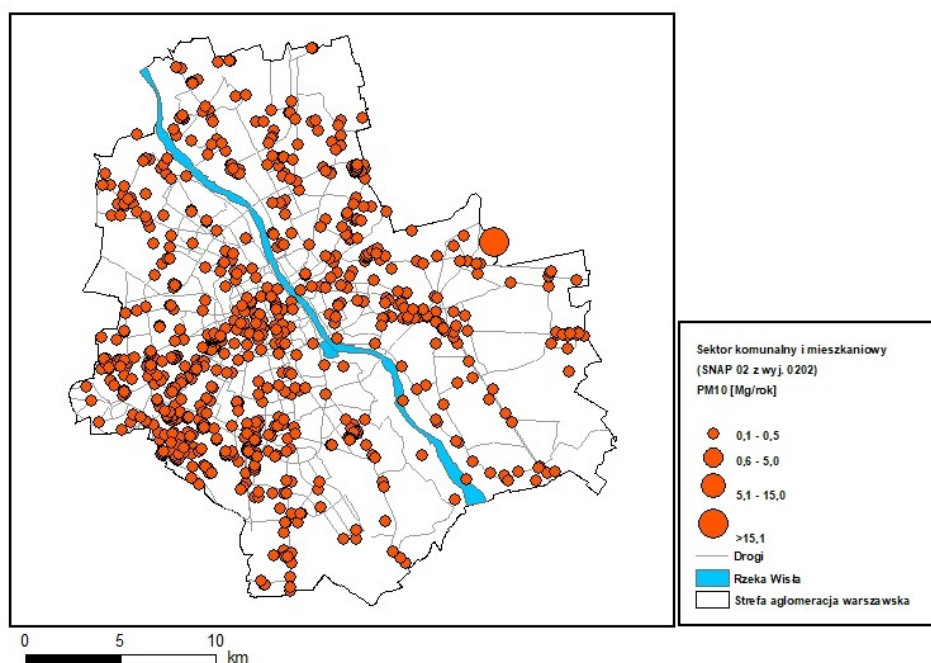 Sektor komunalny i mieszkaniowy
(SNAP 02 z wyj. 0202)
PM10 [Mg/rok]
0,1 - 0,5
0,6 - 5,0
5,1 - 15,0
>15,1
Drogi
Rzeka Wisła
Strefa aglomeracja warszawska
0 5 10
km